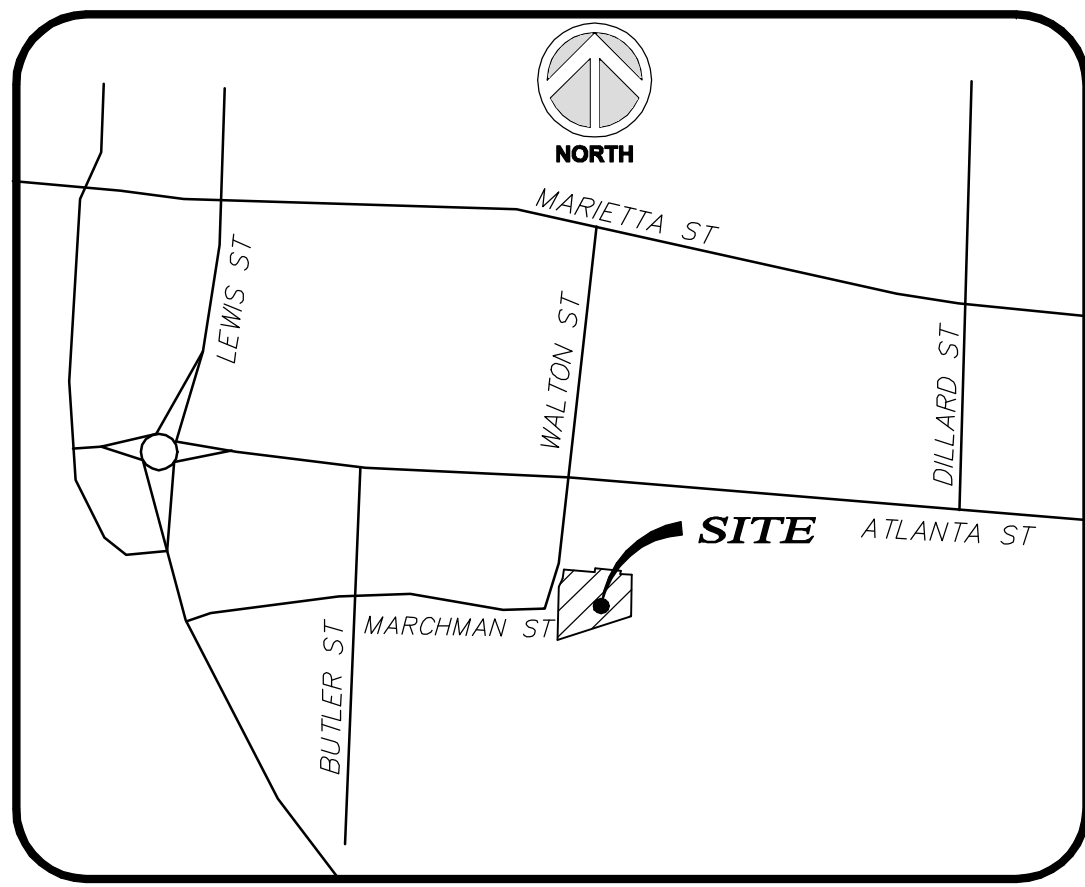 NORTH
MARIETTA ST
LEWIS ST
WALTON ST
DILLARD ST
SITE
ATLANTA ST
MARCHMAN ST
BUTLER ST